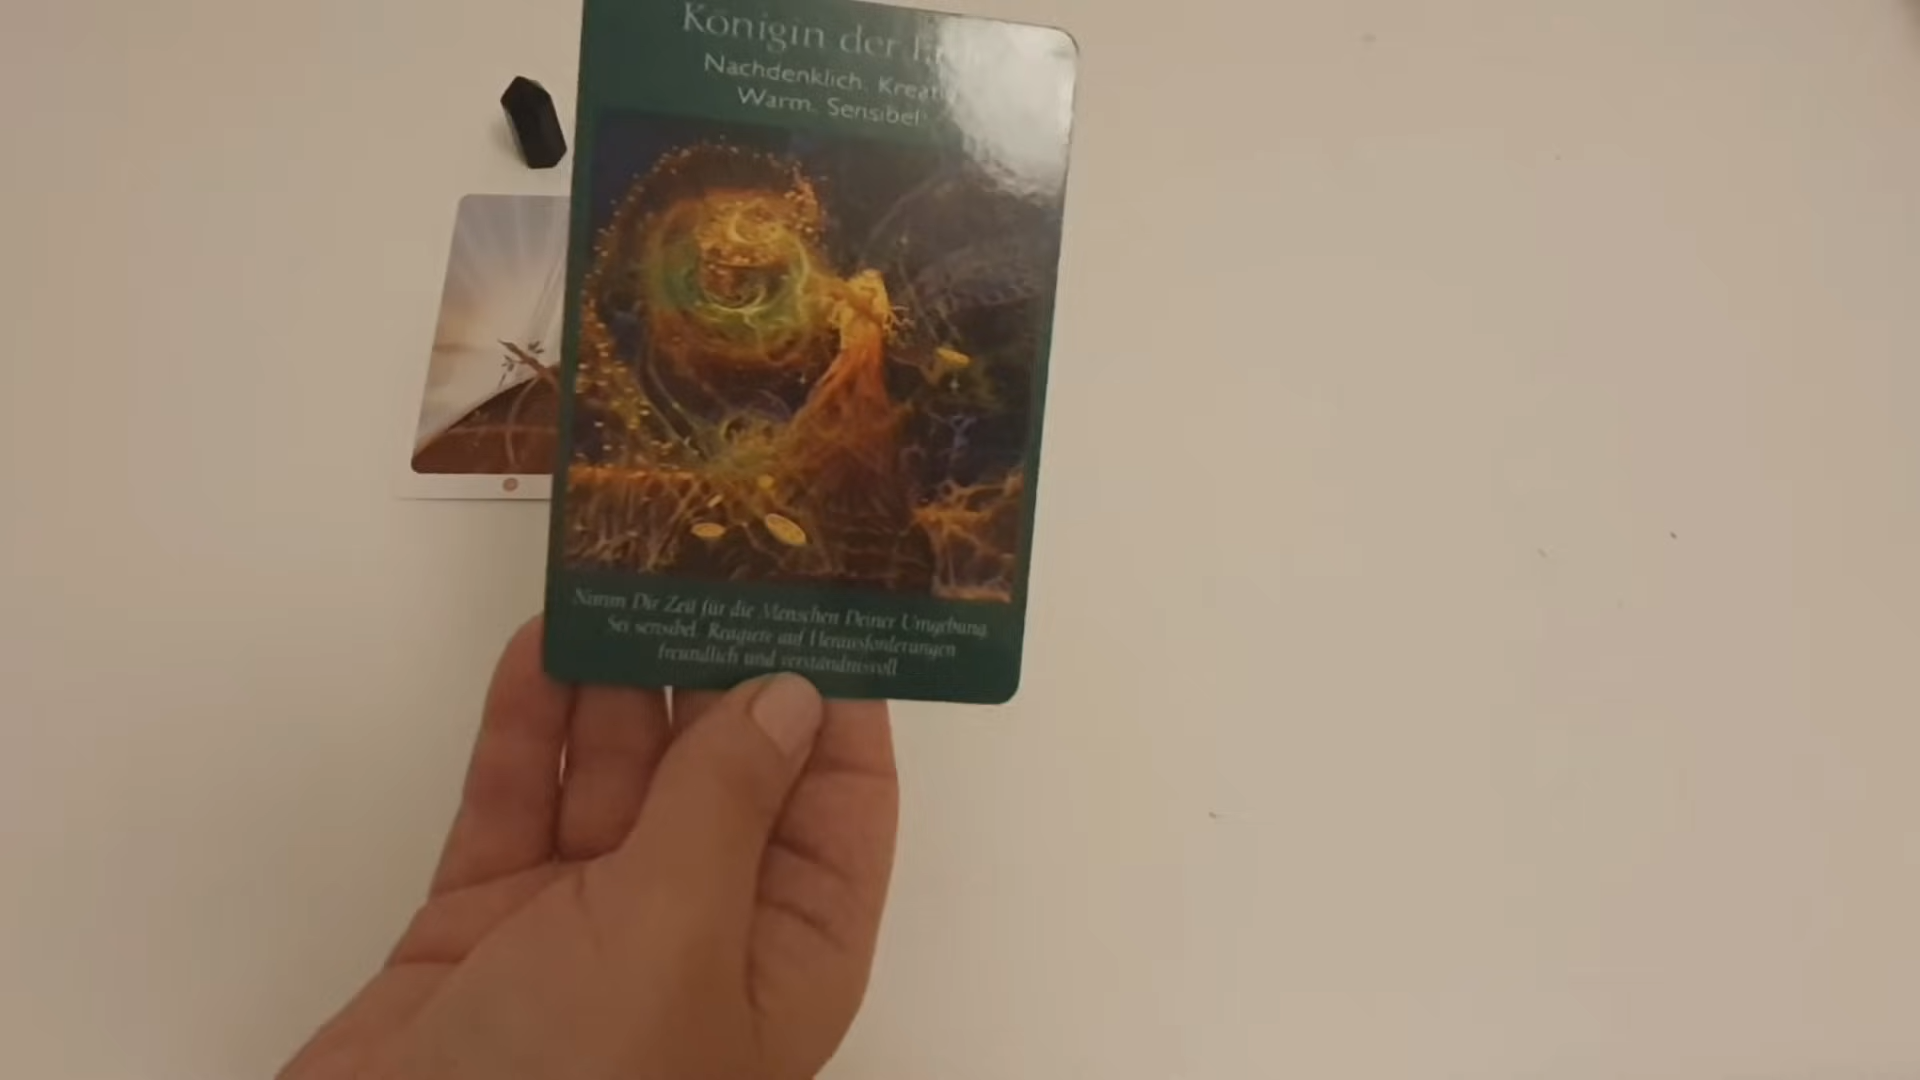 Königin der
Nachdenklich. Kreativ
Warm. Sensibel
Nimm Dir Zeit für die Menschen Deiner Umgebung.
Sei sensibel. Reagiere auf Herausforderungen
freundlich und verständnisvoll